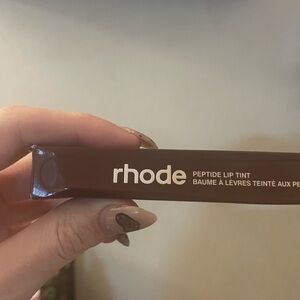 rhode
PEPTIDE LIP TINT
BAUME À LÈVRES TEINTÉ AUX